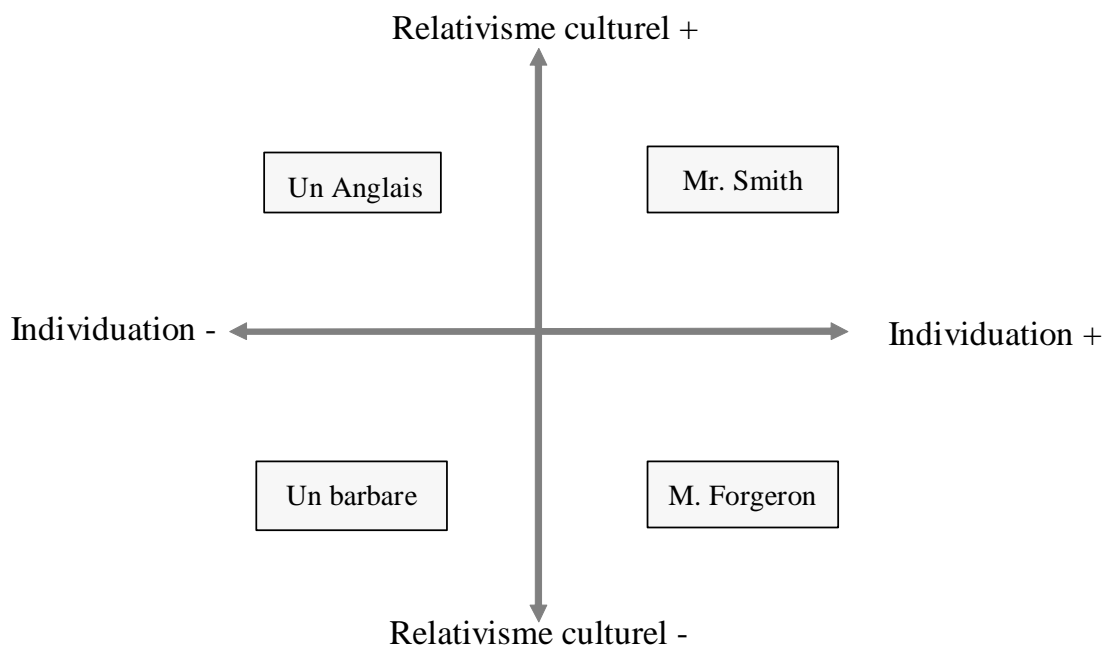 Relativisme culturel +
Un Anglais
Mr. Smith
Individuation -
Individuation +
Un barbare
M. Forgeron
Relativisme culturel -